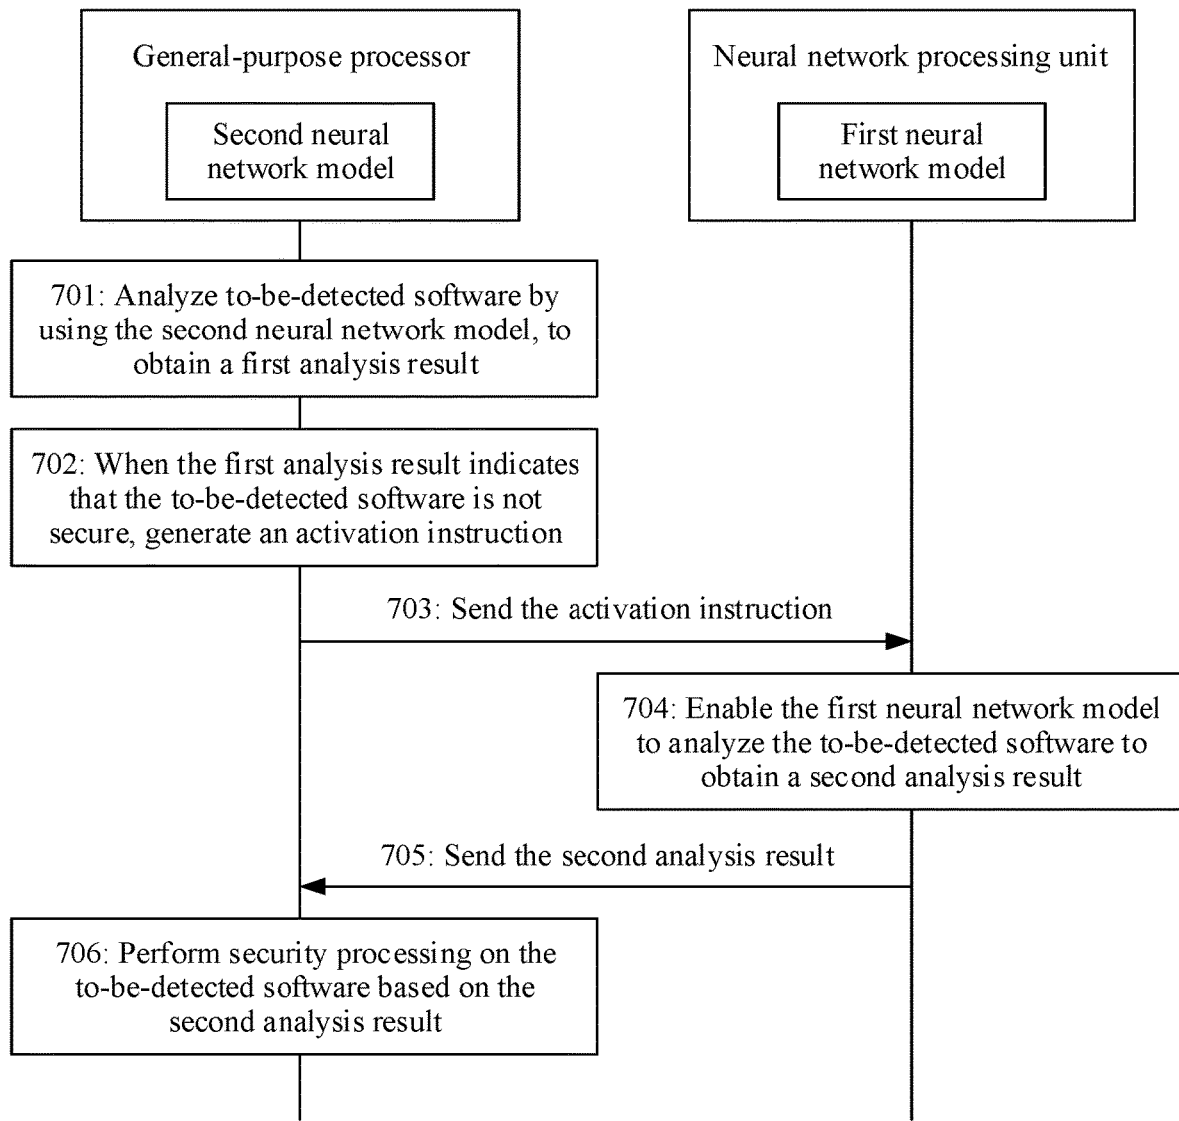 General-purpose processor
Second neural
network model
Neural network processing unit
First neural
network model
701: Analyze to-be-detected software by
using the second neural network model, to
obtain a first analysis result
702: When the first analysis result indicates
that the to-be-detected software is not
secure, generate an activation instruction
703: Send the activation instruction
704: Enable the first neural network model
to analyze the to-be-detected software to
obtain a second analysis result
705: Send the second analysis result
706: Perform security processing on the
to-be-detected software based on the
second analysis result